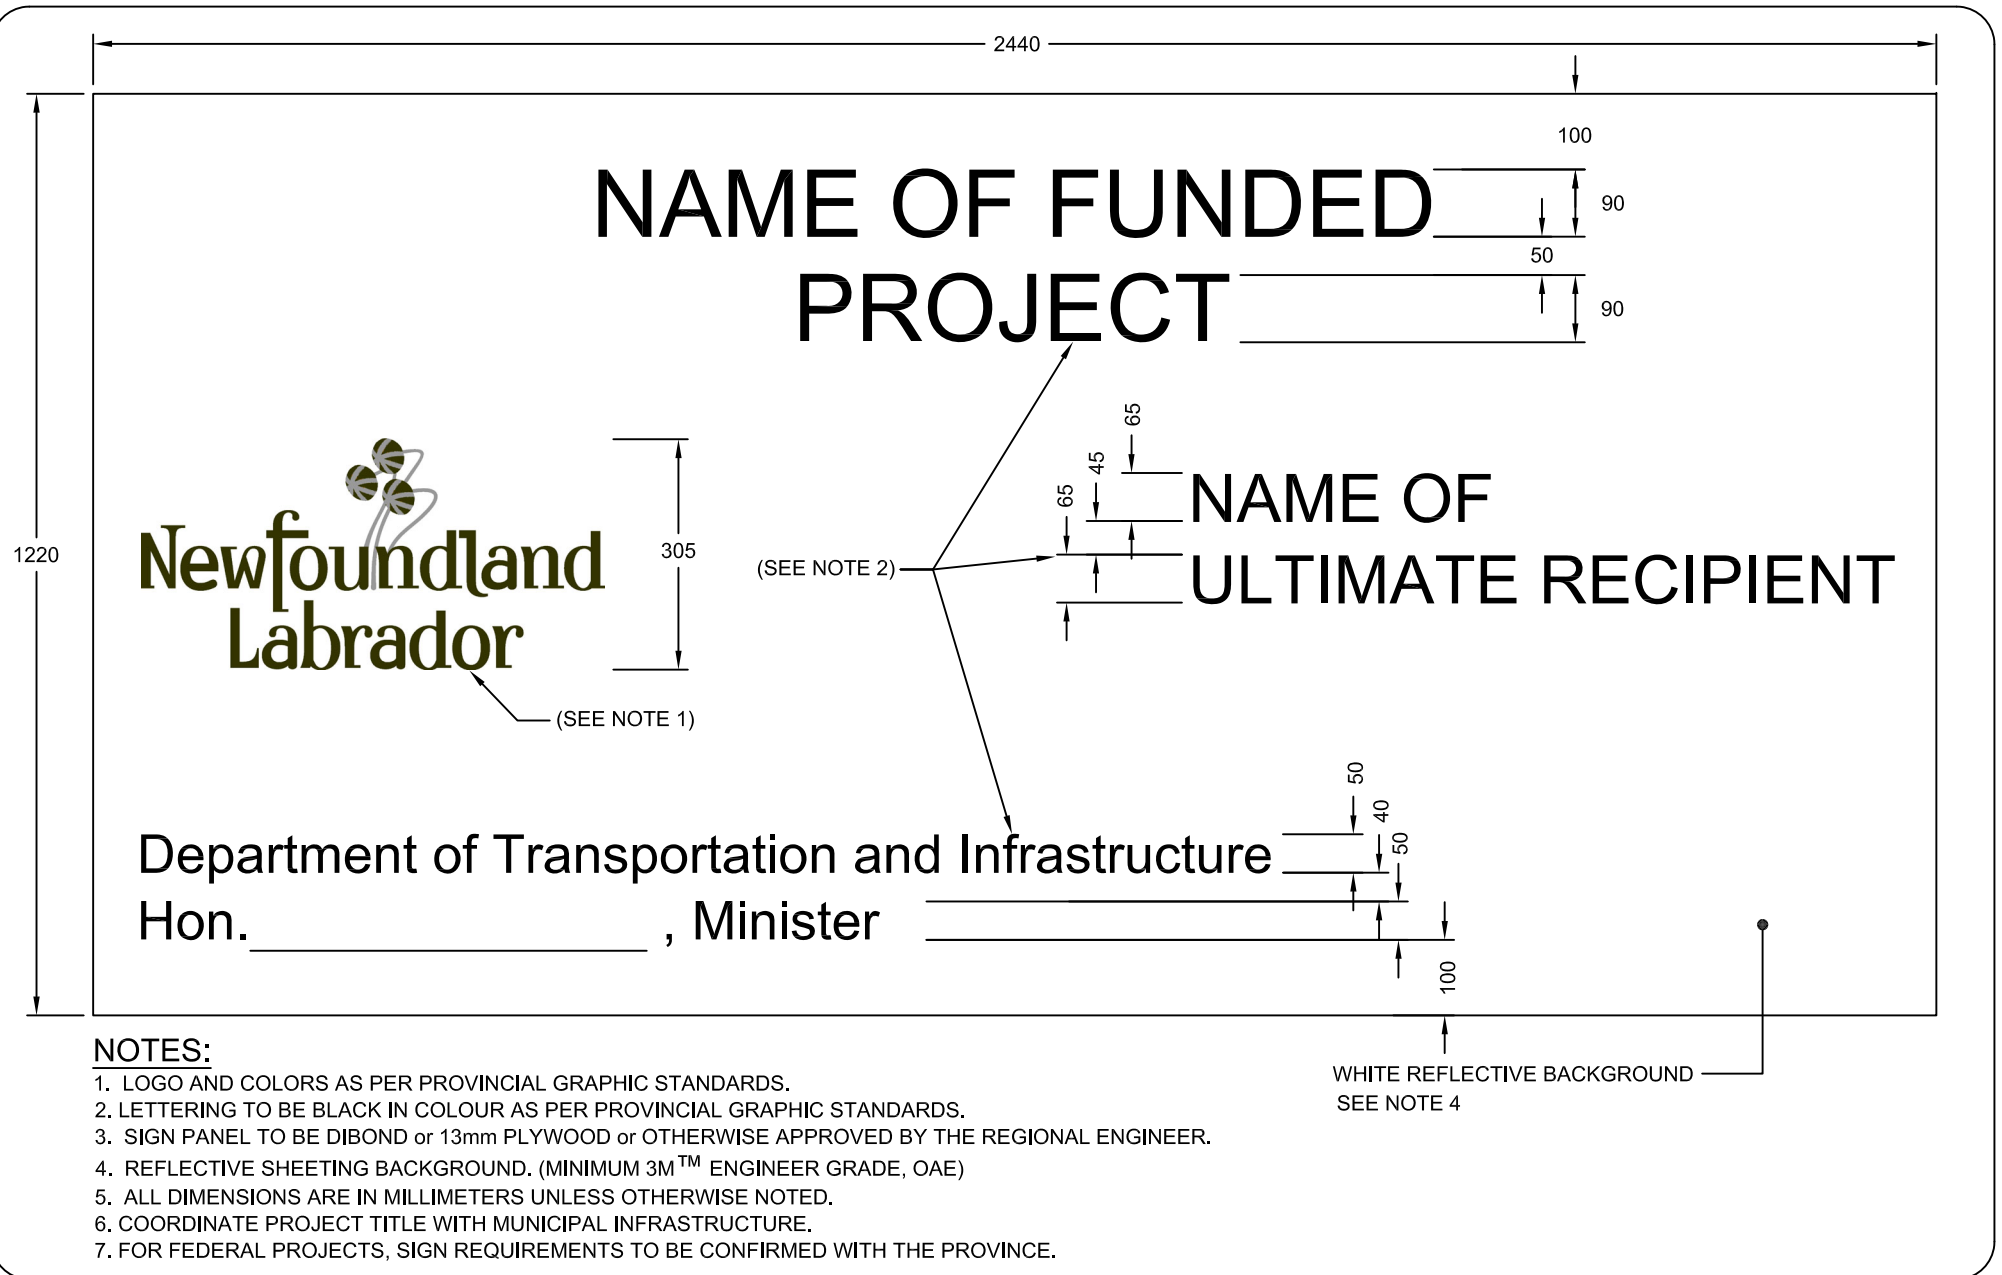 2440
100
NAME OF FUNDED
90
50
PROJECT
90
65
45
65
NAME OF
ULTIMATE RECIPIENT
1220
Newfoundland
Labrador
305
(SEE NOTE 2)
(SEE NOTE 1)
50
40
50
Department of Transportation and Infrastructure
Hon.______________ , Minister
100
NOTES:
1. LOGO AND COLORS AS PER PROVINCIAL GRAPHIC STANDARDS.
2. LETTERING TO BE BLACK IN COLOUR AS PER PROVINCIAL GRAPHIC STANDARDS.
3. SIGN PANEL TO BE DIBOND or 13mm PLYWOOD or OTHERWISE APPROVED BY THE REGIONAL ENGINEER.
4. REFLECTIVE SHEETING BACKGROUND. (MINIMUM 3M™ ENGINEER GRADE, OAE)
5. ALL DIMENSIONS ARE IN MILLIMETERS UNLESS OTHERWISE NOTED.
6. COORDINATE PROJECT TITLE WITH MUNICIPAL INFRASTRUCTURE.
7. FOR FEDERAL PROJECTS, SIGN REQUIREMENTS TO BE CONFIRMED WITH THE PROVINCE.
WHITE REFLECTIVE BACKGROUND
SEE NOTE 4